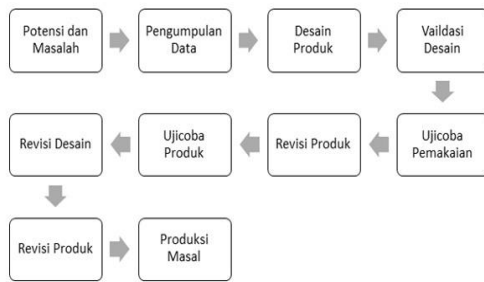 Potensi dan
Masalah
Pengumpulan
Data
Desain
Produk
Vaildasi
Desain
Revisi Desain
Ujicoba
Produk
Revisi Produk
Ujicoba
Pemakaian
Revisi Produk
Produksi
Masal